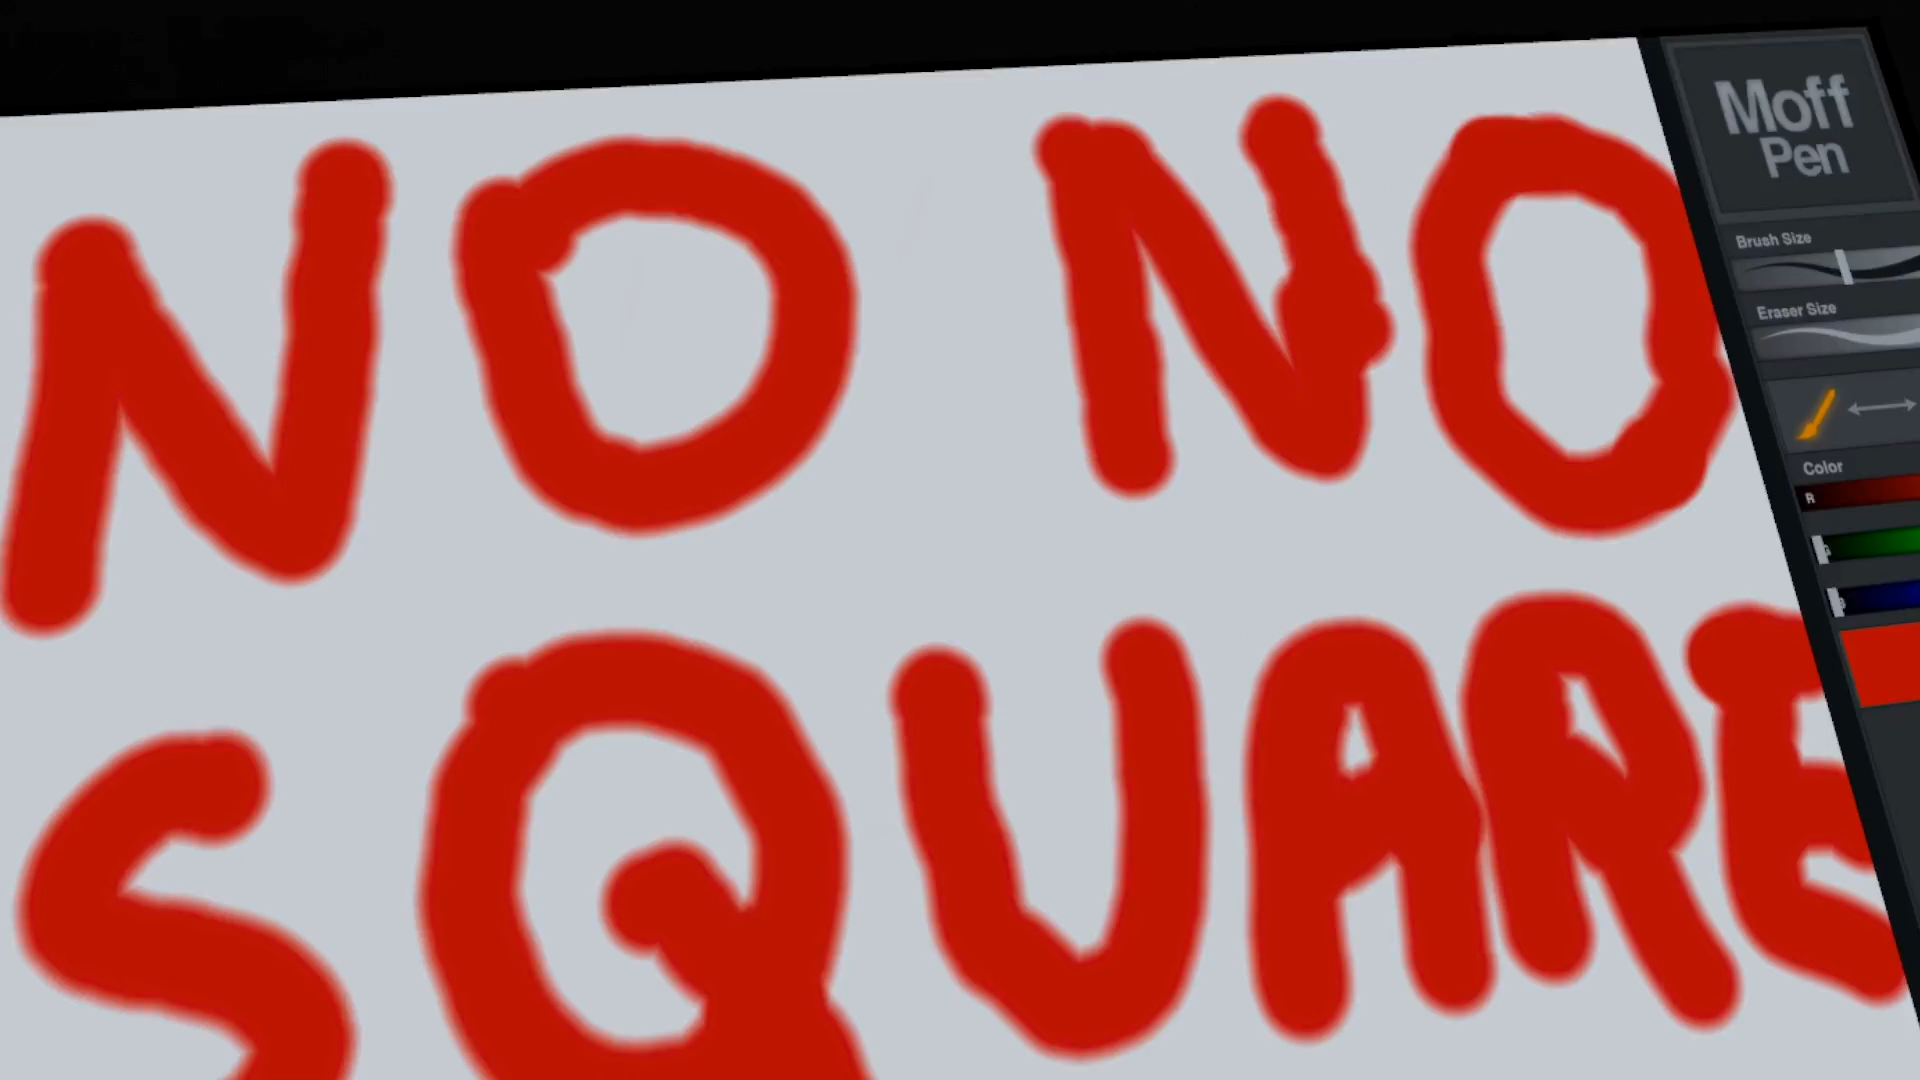 NO NO
SQUARE
Moff
Pen
Brush Size
Eraser Size
Color
R